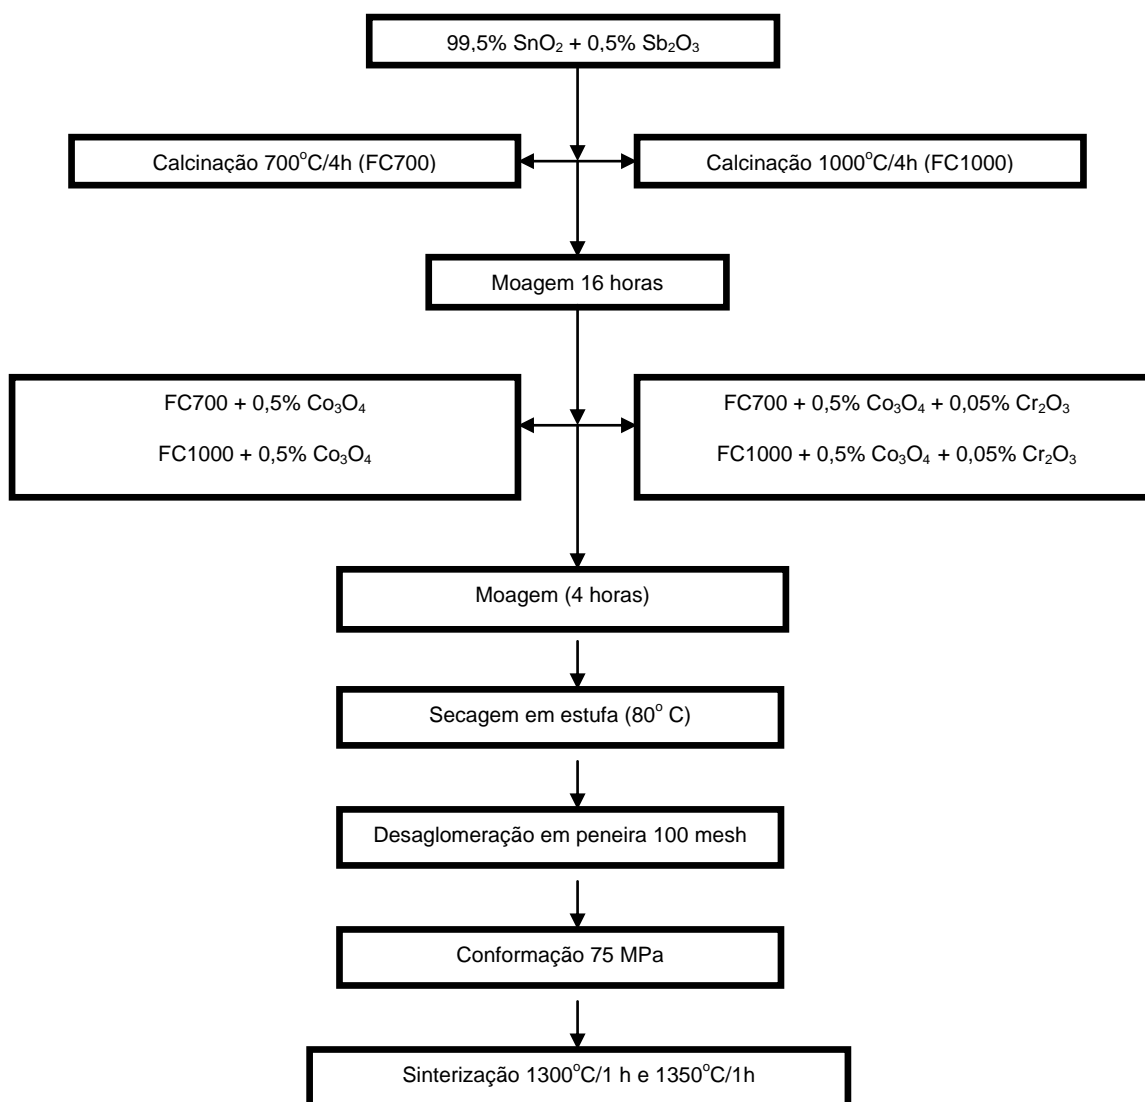 99,5% SnO₂ + 0,5% Sb₂O₃
Calcinação 700°C/4h (FC700)
Calcinação 1000°C/4h (FC1000)
Moagem 16 horas
FC700 + 0,5% Co₃O₄
FC1000 + 0,5% Co₃O₄
FC700 + 0,5% Co₃O₄ + 0,05% Cr₂O₃
FC1000 + 0,5% Co₃O₄ + 0,05% Cr₂O₃
Moagem (4 horas)
Secagem em estufa (80° C)
Desaglomeração em peneira 100 mesh
Conformação 75 MPa
Sinterização 1300°C/1 h e 1350°C/1h